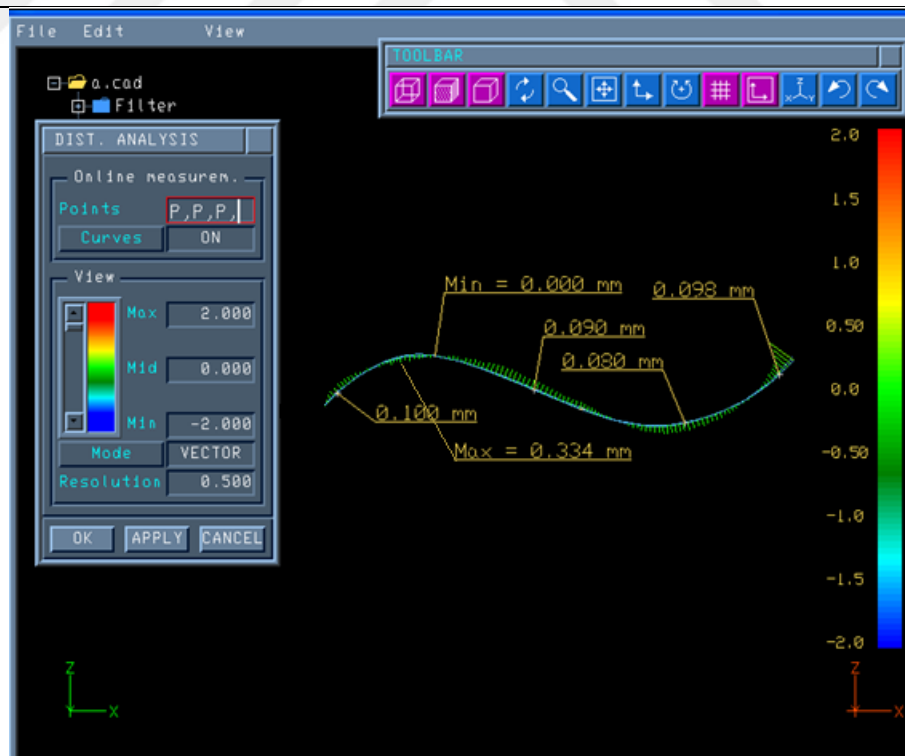 File Edit View
TOOLBAR
a.cad
Filter
DIST. ANALYSIS
Online measurem.
Points P,P,P,
Curves ON
View
Max 2.000
Mid 0.000
Min -2.000
Mode VECTOR
Resolution 0.500
OK APPLY CANCEL
Min = 0.000 mm
0.098 mm
0.090 mm
0.080 mm
0.100 mm
Max = 0.334 mm
2.0
1.5
1.0
0.50
0.0
-0.50
-1.0
-1.5
-2.0
Z
Y X
Z
X